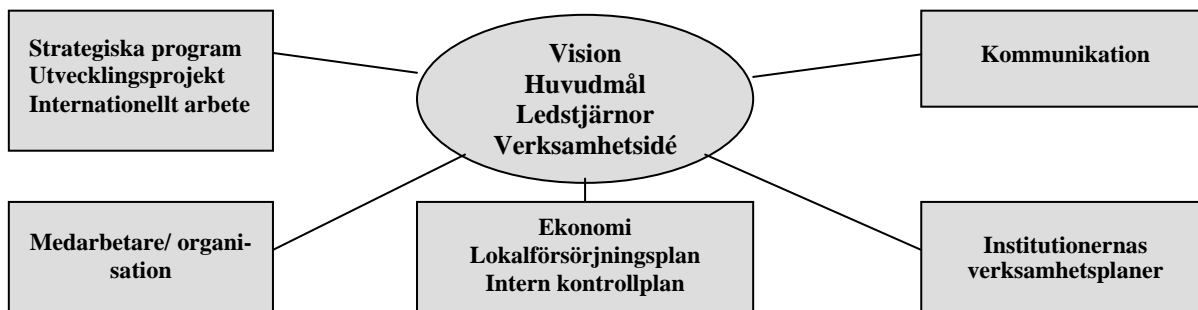 Strategiska program
Utvecklingsprojekt
Internationellt arbete
Vision
Huvudmål
Ledstjärnor
Verksamhetsidé
Kommunikation
Medarbetare/ organi-
sation
Ekonomi
Lokalförsörjningsplan
Intern kontrollplan
Institutionernas
verksamhetsplaner